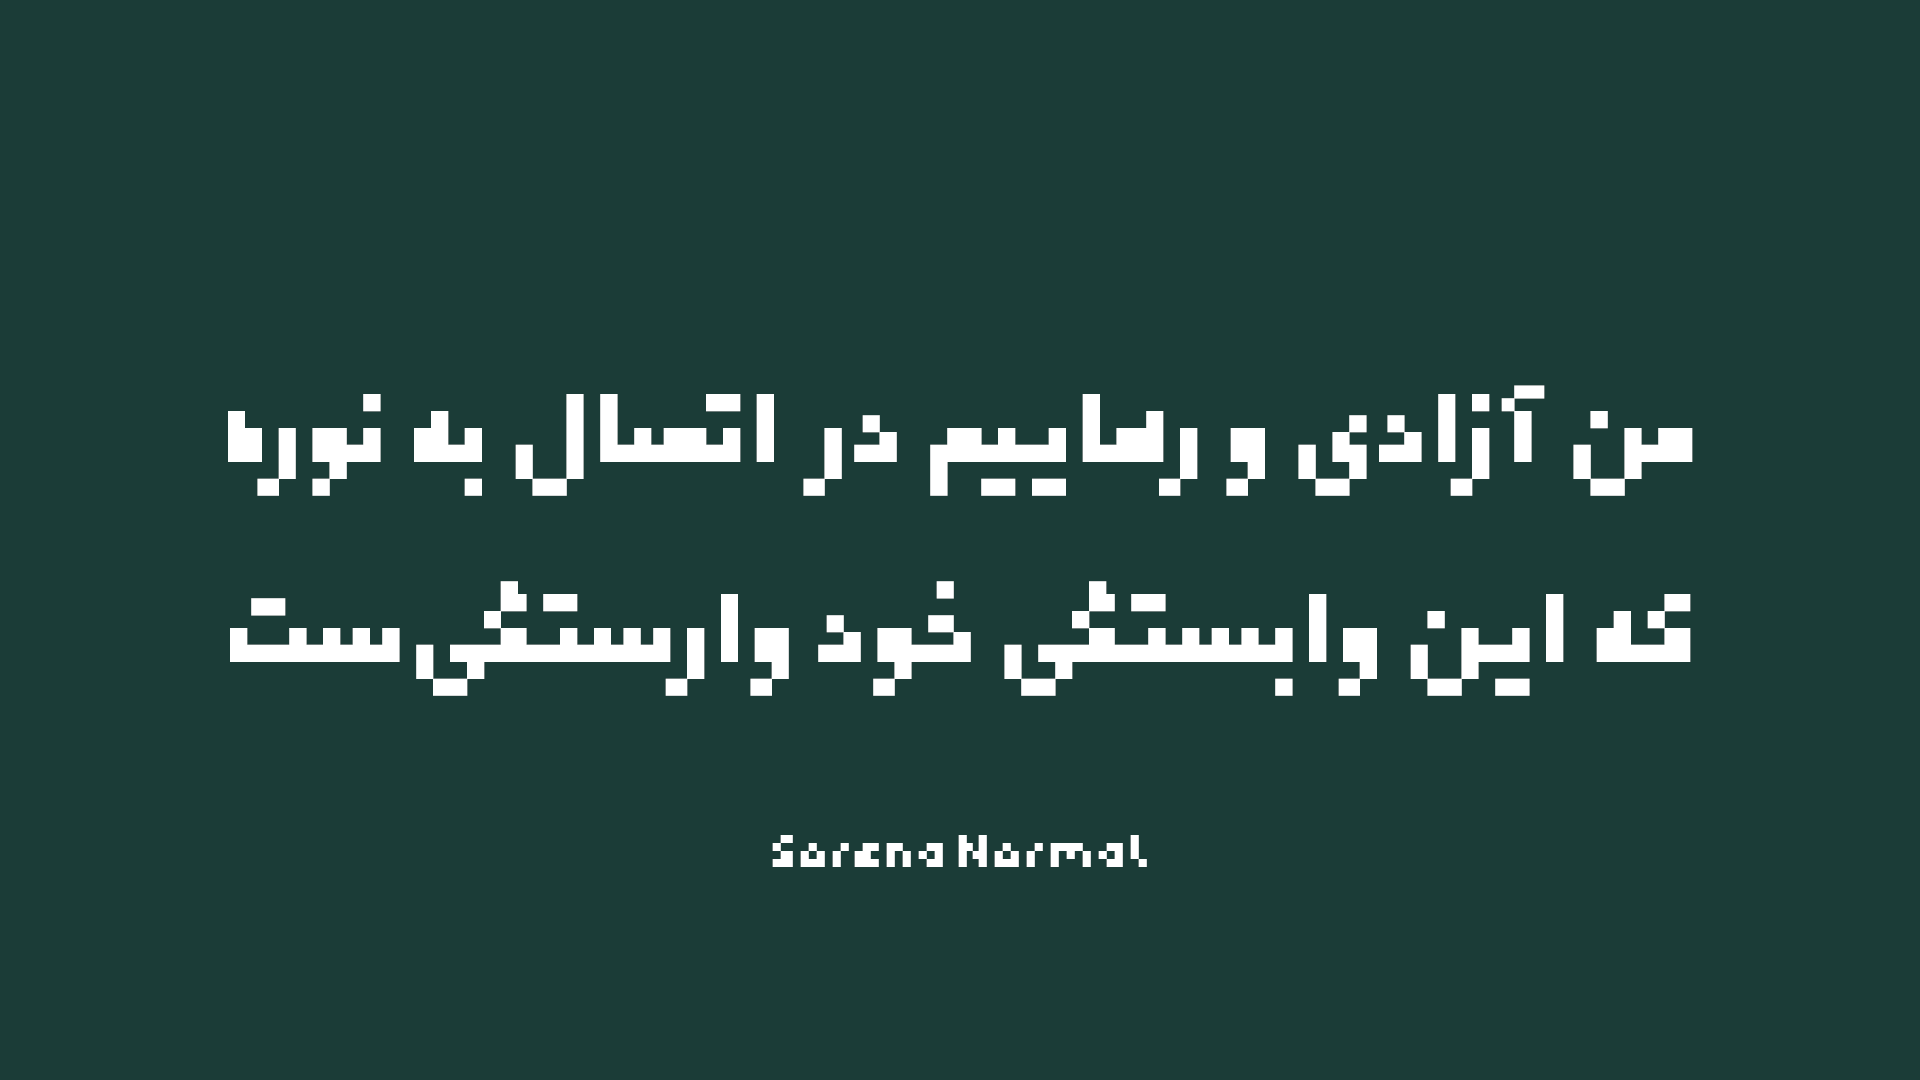 من آزادی و رهاییم در اتصال به نوره
که این وابستگی خود وارستگی‌ست
Sorena Normal